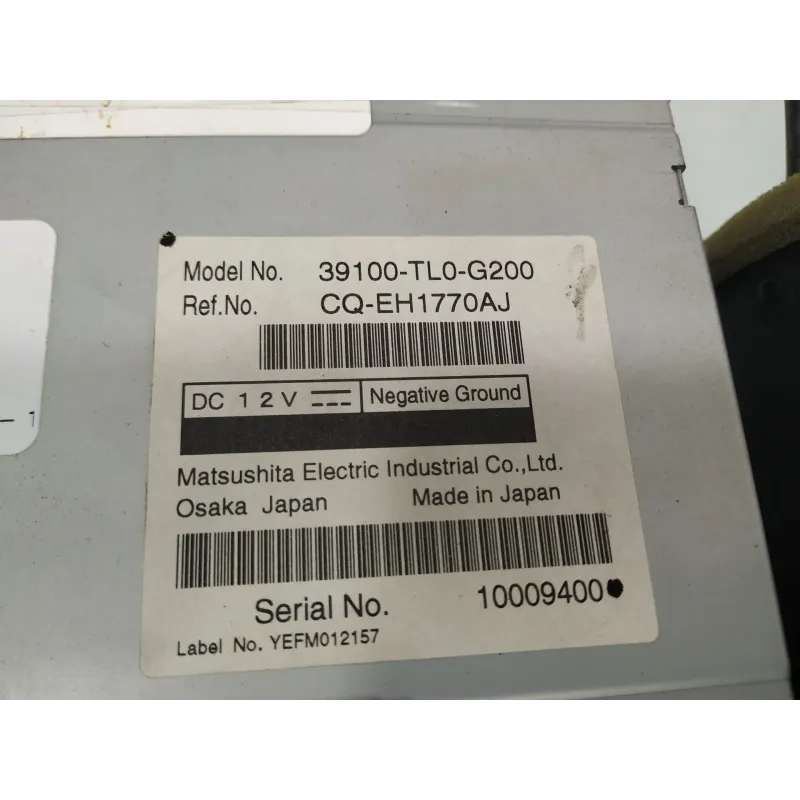 Model No. 39100-TL0-G200
Ref.No. CQ-EH1770AJ
DC 12V Negative Ground
Matsushita Electric Industrial Co.,Ltd.
Osaka Japan Made in Japan
Serial No. 10009400
Label No. YEFM012157
– 1